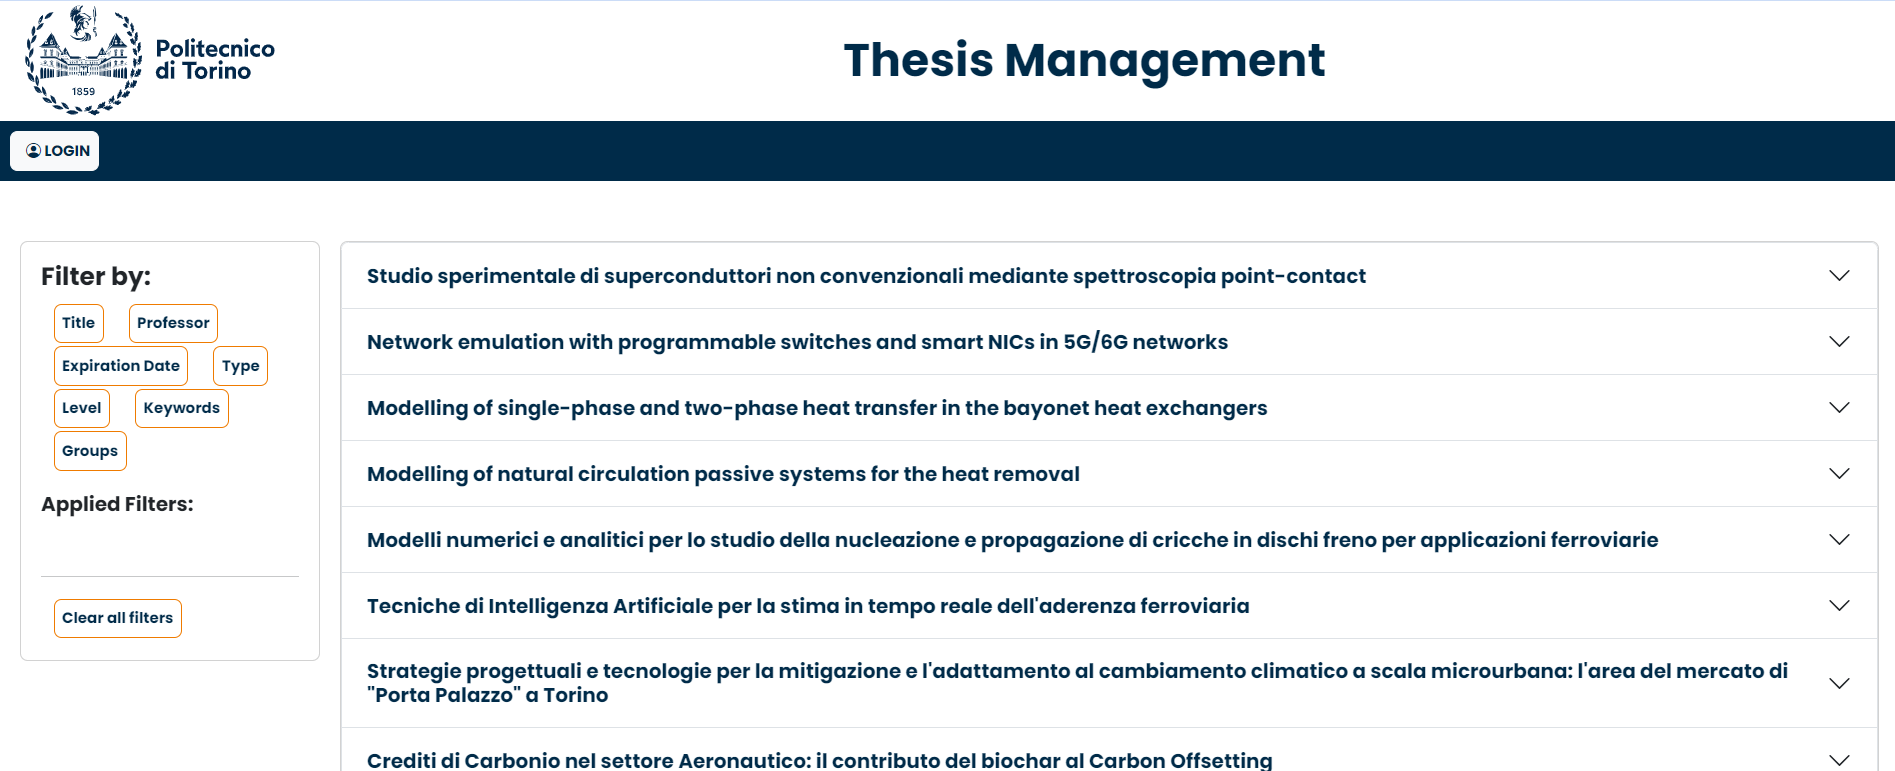 Politecnico
di Torino
1859
Thesis Management
LOGIN
Filter by:
Title Professor
Expiration Date Type
Level Keywords
Groups
Applied Filters:
Clear all filters
Studio sperimentale di superconduttori non convenzionali mediante spettroscopia point-contact
Network emulation with programmable switches and smart NICs in 5G/6G networks
Modelling of single-phase and two-phase heat transfer in the bayonet heat exchangers
Modelling of natural circulation passive systems for the heat removal
Modelli numerici e analitici per lo studio della nucleazione e propagazione di cricche in dischi freno per applicazioni ferroviarie
Tecniche di Intelligenza Artificiale per la stima in tempo reale dell'aderenza ferroviaria
Strategie progettuali e tecnologie per la mitigazione e l'adattamento al cambiamento climatico a scala microurbana: l'area del mercato di
"Porta Palazzo" a Torino
Crediti di Carbonio nel settore Aeronautico: il contributo del biochar al Carbon Offsetting